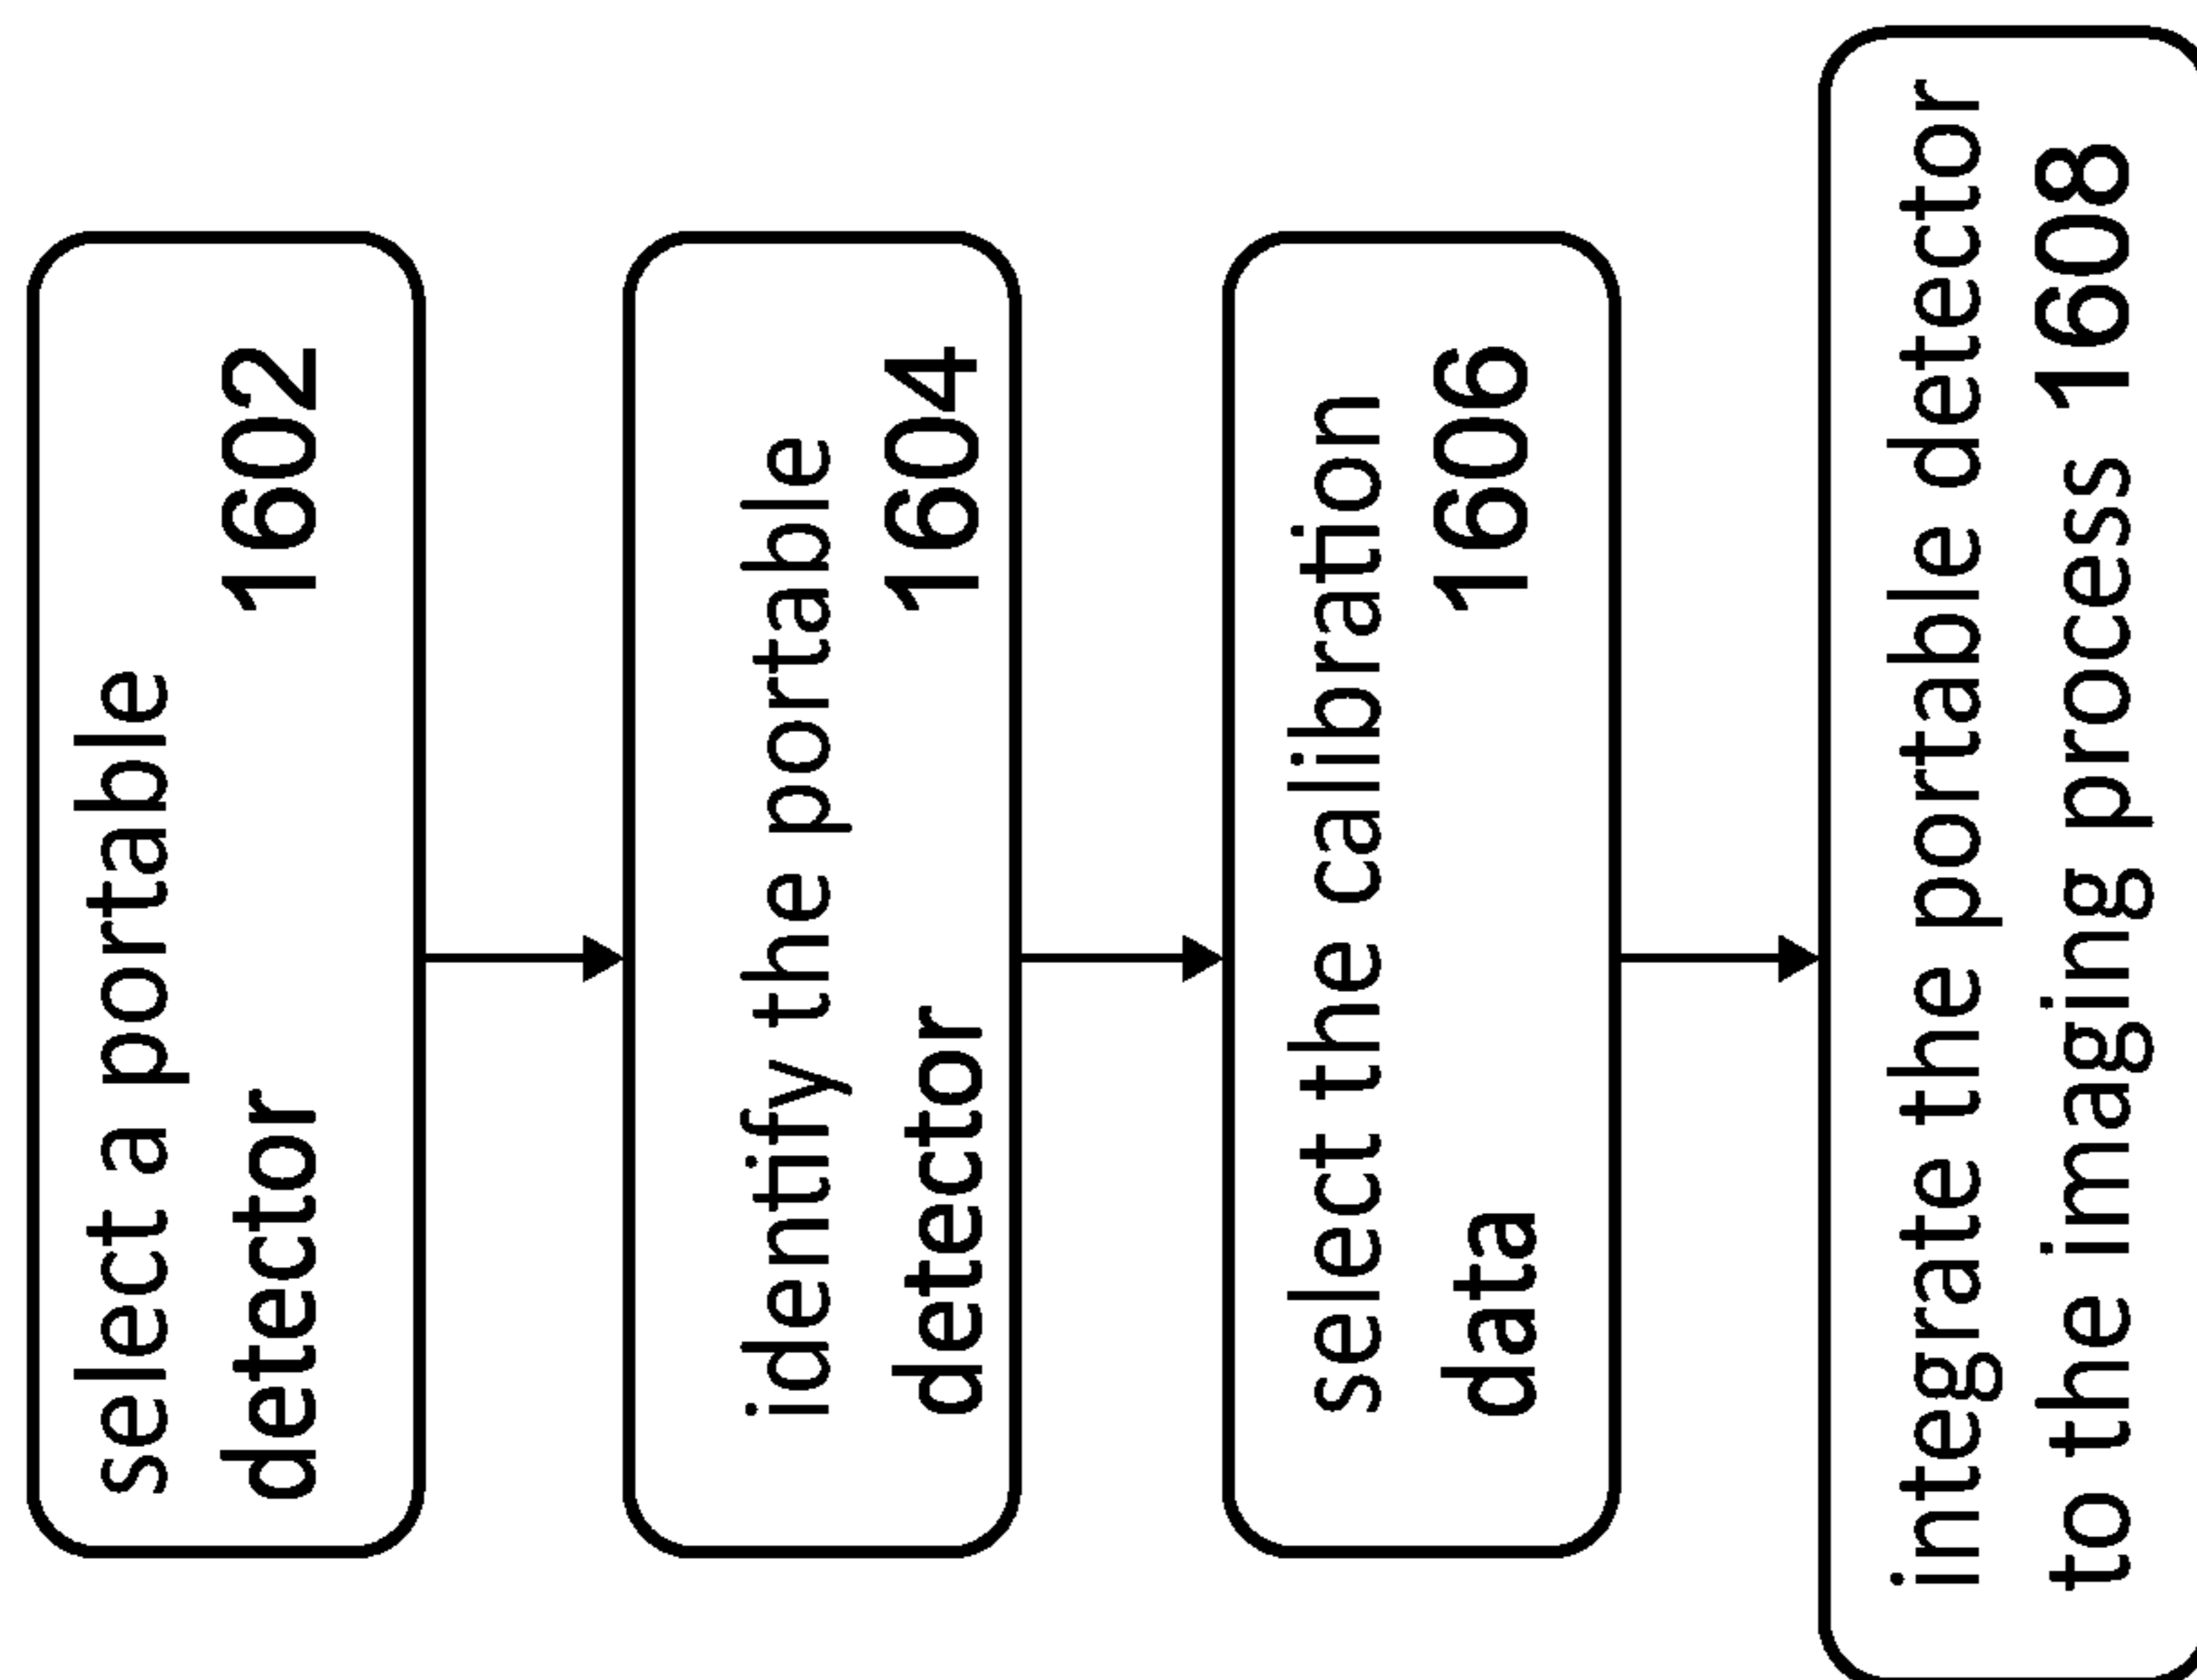 select a portable
detector 1602
identify the portable
detector 1604
select the calibration
data 1606
integrate the portable detector
to the imaging process 1608